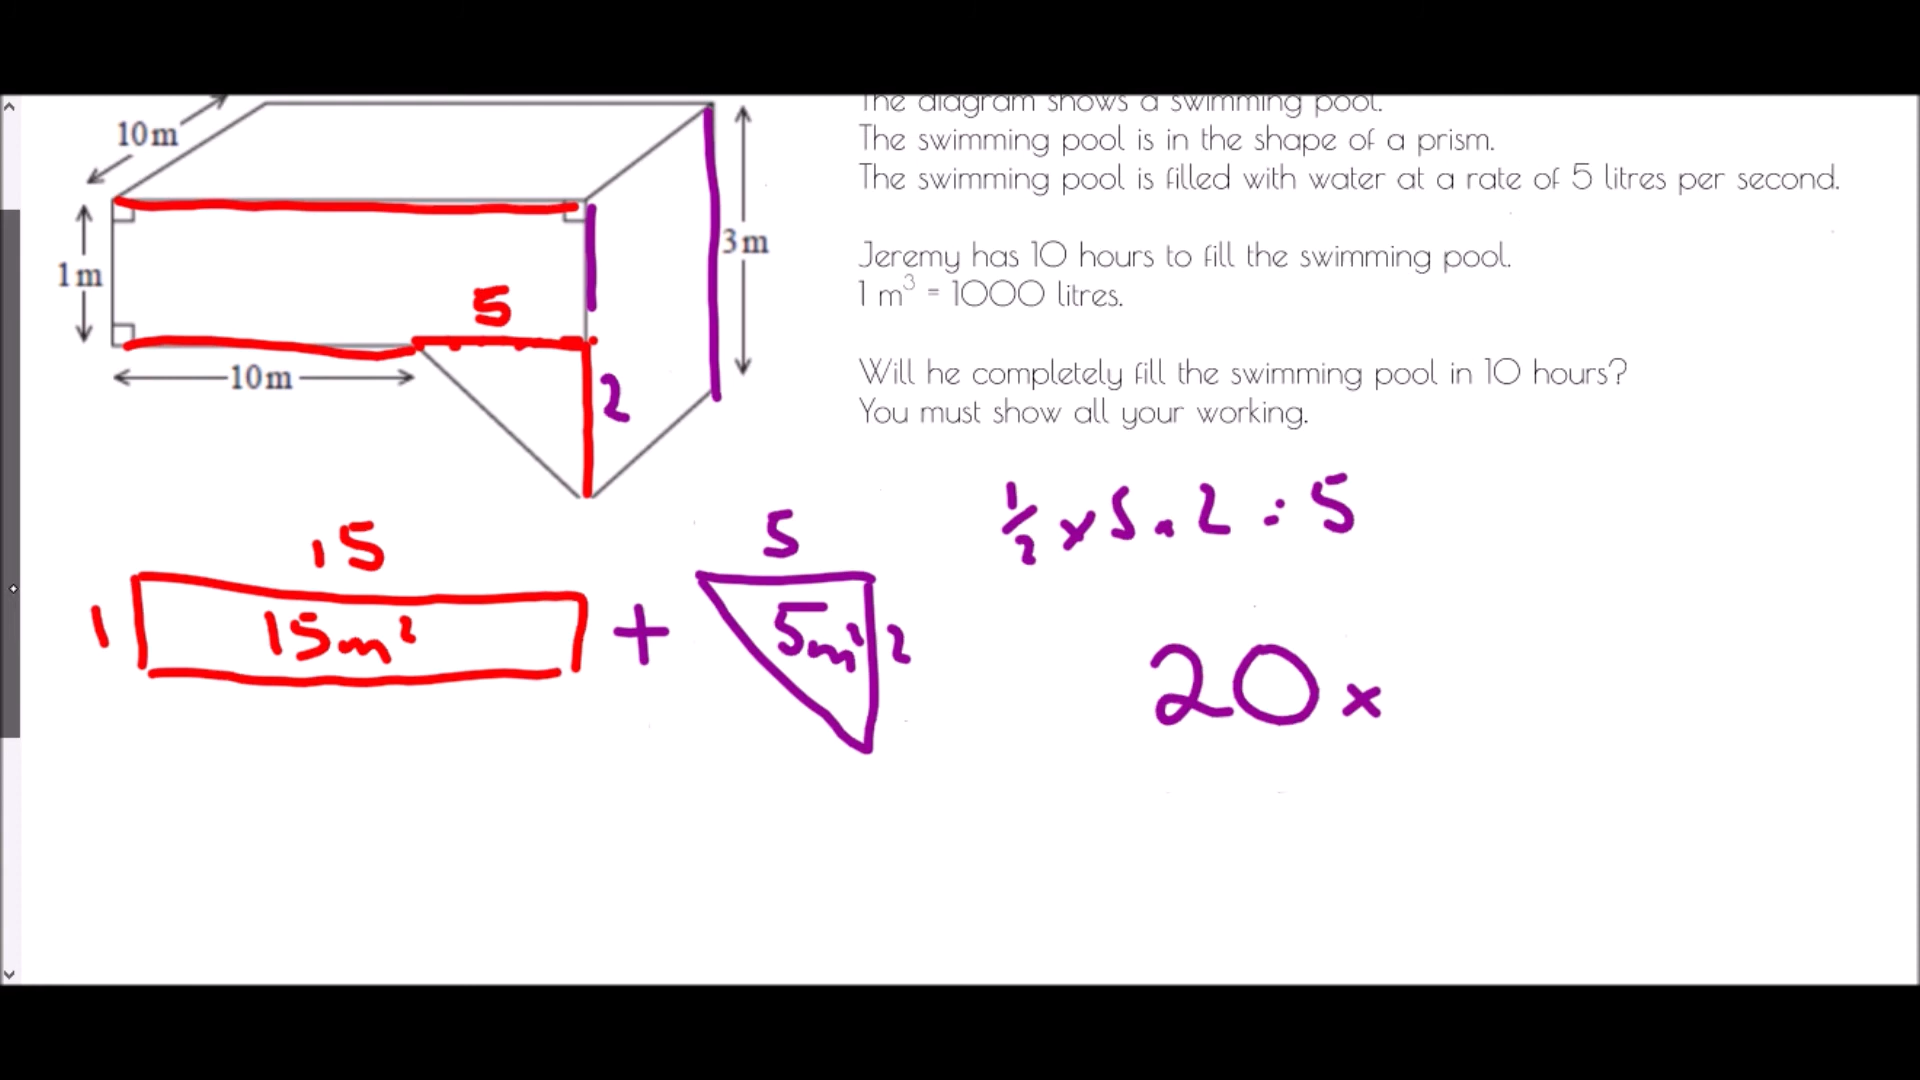 10m
The diagram shows a swimming pool.
The swimming pool is in the shape of a prism.
The swimming pool is filled with water at a rate of 5 litres per second.
3m
Jeremy has 10 hours to fill the swimming pool.
1m
1 m³ = 1000 litres.
5
10m
2
Will he completely fill the swimming pool in 10 hours?
You must show all your working.
½ x 5 x 2 = 5
15
5
1
15m²
+
5m²
2
20 x